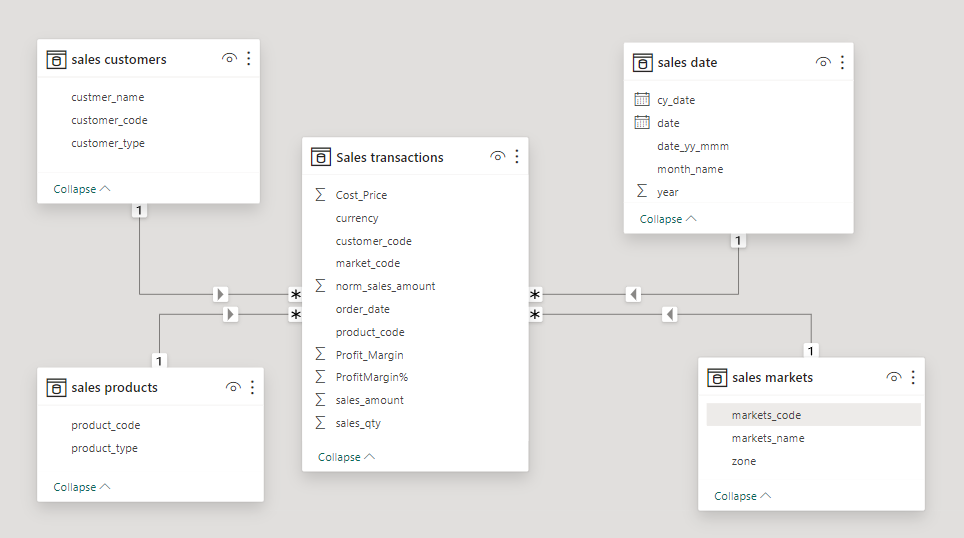 sales customers
custmer_name
customer_code
customer_type
Collapse
1
sales date
cy_date
date
date_yy_mmm
month_name
Σ year
Collapse
1
Sales transactions
Σ Cost_Price
currency
customer_code
market_code
Σ norm_sales_amount
order_date
product_code
Σ Profit_Margin
Σ ProfitMargin%
Σ sales_amount
Σ sales_qty
Collapse
*
*
*
*
1
sales products
product_code
product_type
Collapse
1
sales markets
markets_code
markets_name
zone
Collapse